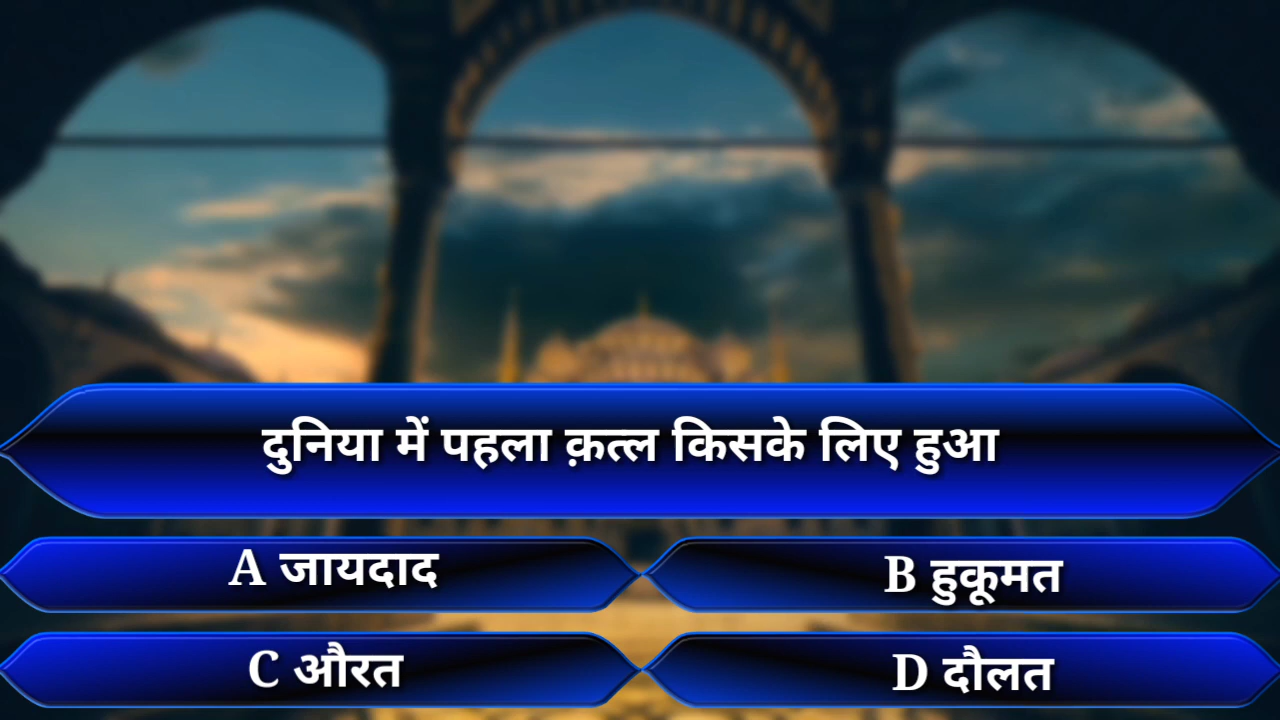 दुनिया में पहला क़त्ल किसके लिए हुआ
A जायदाद
B हुकूमत
C औरत
D दौलत